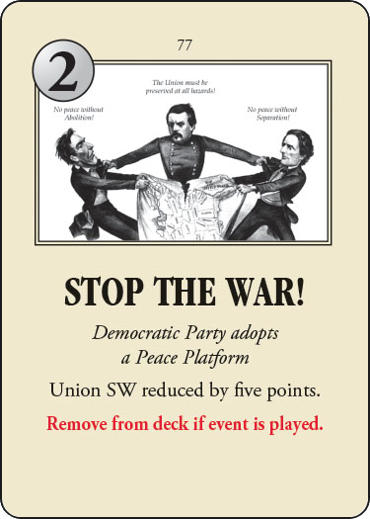 77
2
The Union must be
preserved at all hazards!
No peace without
Abolition!
No peace without
Separation!
STOP THE WAR!
Democratic Party adopts
a Peace Platform
Union SW reduced by five points.
Remove from deck if event is played.